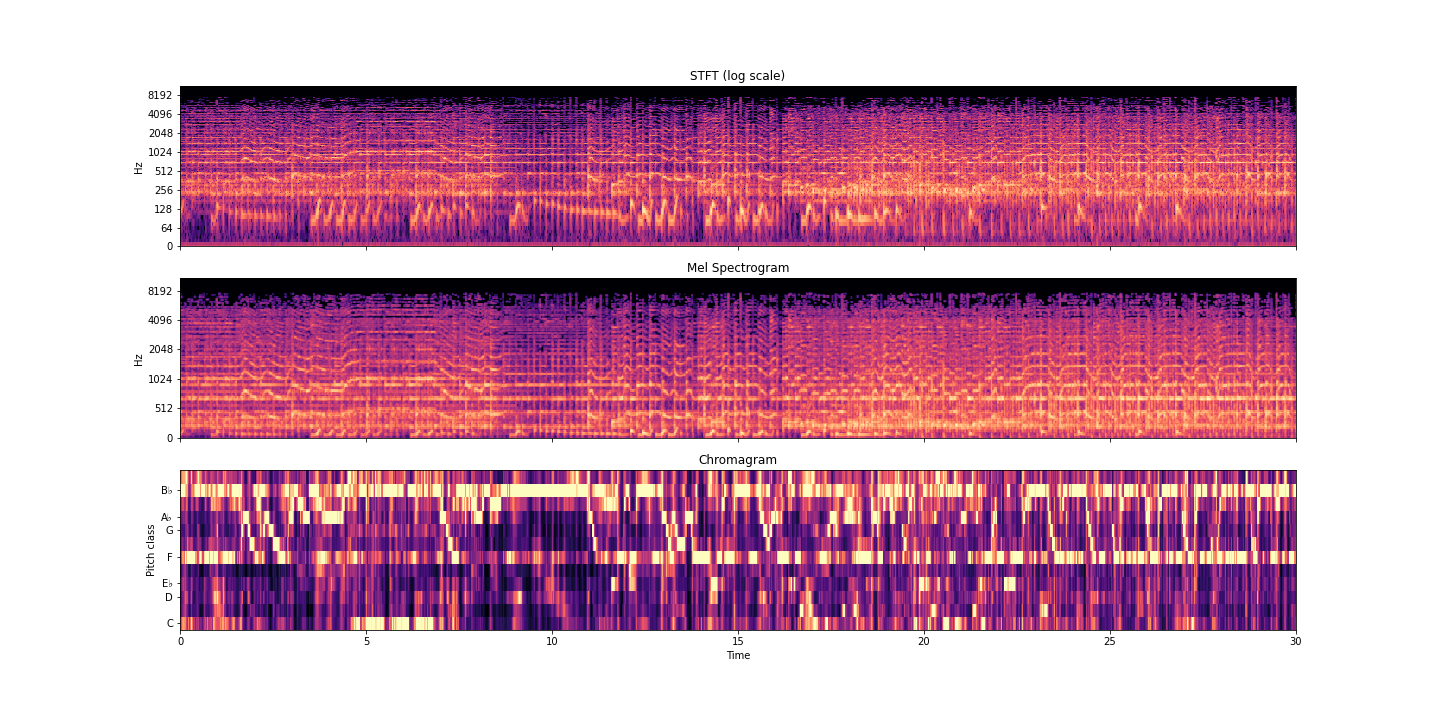 STFT (log scale)
8192
4096
2048
1024
512
256
128
64
0
Hz
Mel Spectrogram
8192
4096
2048
1024
512
0
Hz
Chromagram
B♭
A♭
G
F
E♭
D
C
Pitch class
0 5 10 15 20 25 30
Time